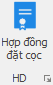 Hợp đồng
đặt cọc
HD